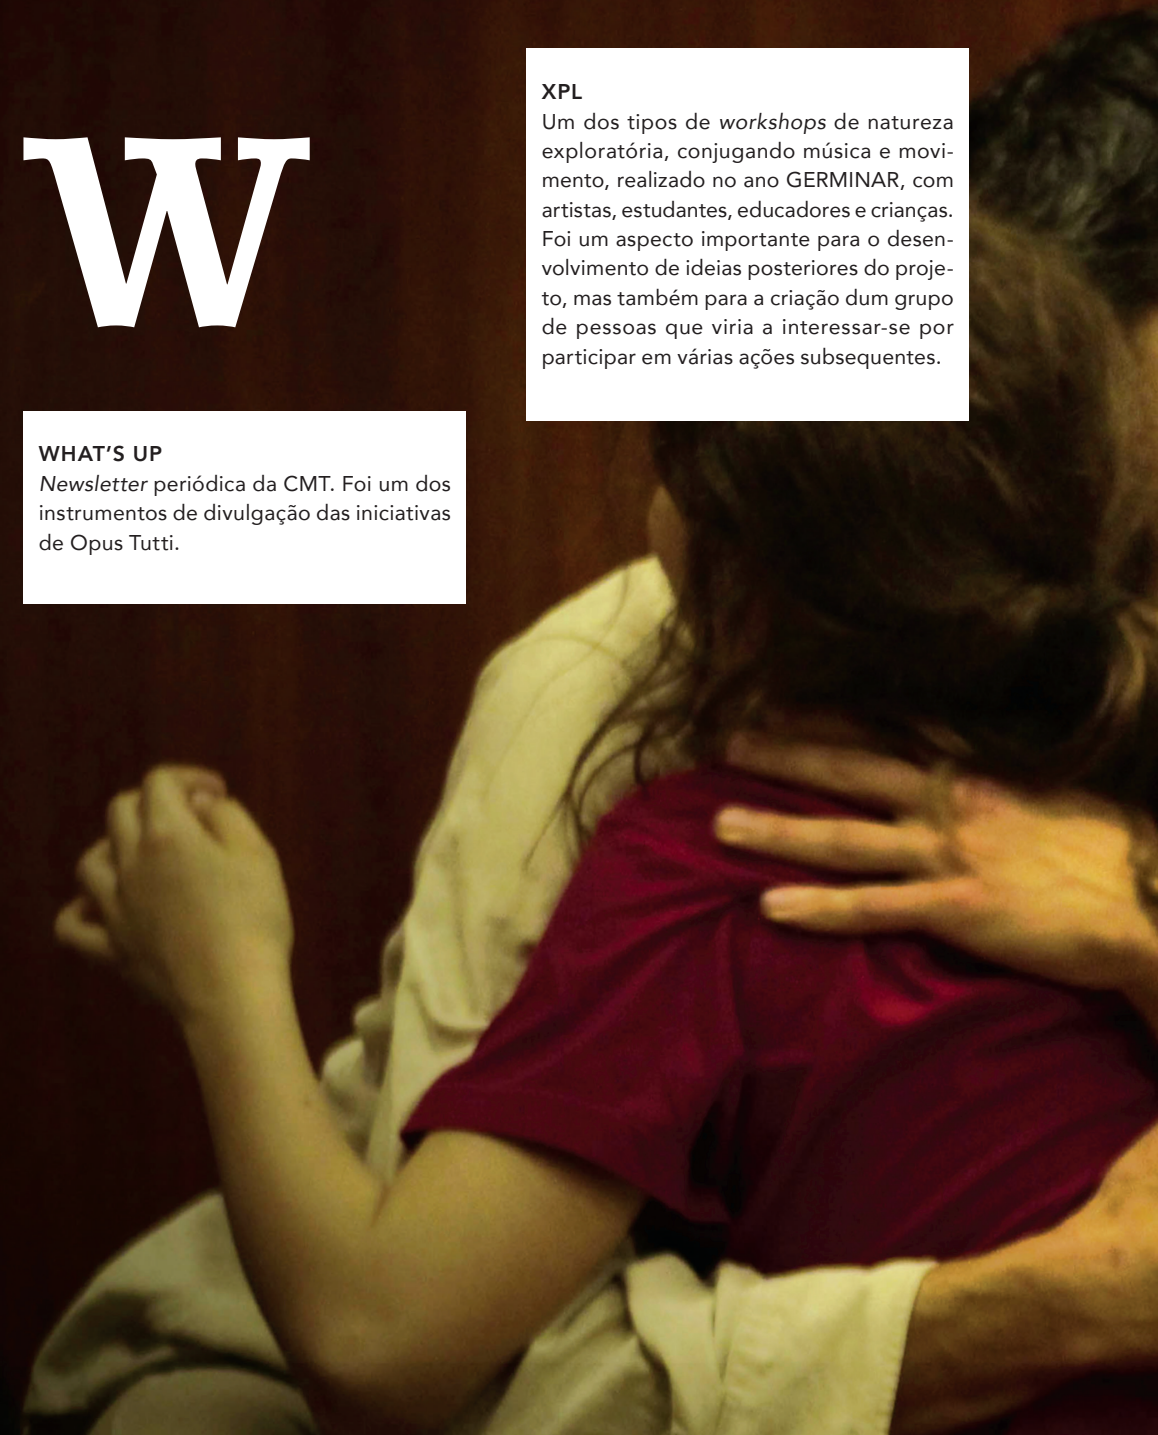 W
WHAT’S UP
Newsletter periódica da CMT. Foi um dos
instrumentos de divulgação das iniciativas
de Opus Tutti.
XPL
Um dos tipos de workshops de natureza
exploratória, conjugando música e movi-
mento, realizado no ano GERMINAR, com
artistas, estudantes, educadores e crianças.
Foi um aspecto importante para o desen-
volvimento de ideias posteriores do proje-
to, mas também para a criação dum grupo
de pessoas que viria a interessar-se por
participar em várias ações subsequentes.